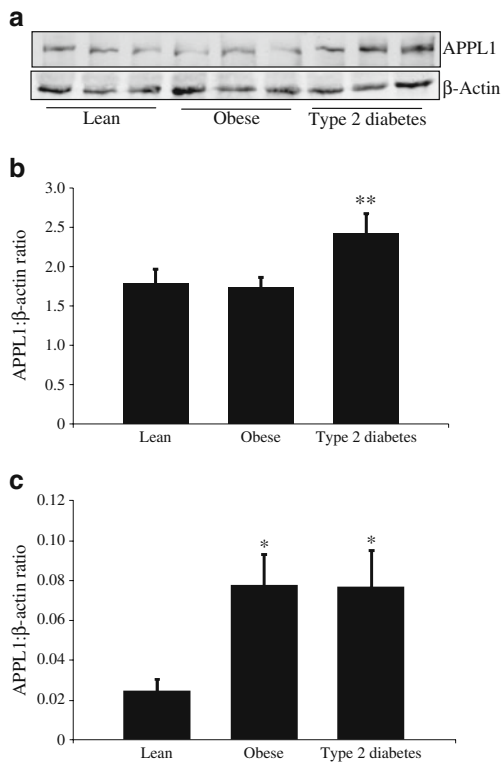 a
APPL1
β-Actin
Lean Obese Type 2 diabetes
b
APPL1:β-actin ratio
3.0
2.5
2.0
1.5
1.0
0.5
0
**
Lean Obese Type 2 diabetes
c
APPL1:β-actin ratio
0.12
0.10
0.08
0.06
0.04
0.02
0
* *
Lean Obese Type 2 diabetes